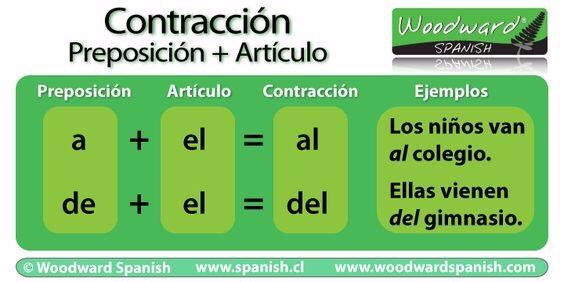 Contracción
Preposición + Artículo
Woodward®
SPANISH
Preposición Artículo Contracción Ejemplos
a + el = al
Los niños van
al colegio.
de + el = del
Ellas vienen
del gimnasio.
© Woodward Spanish www.spanish.cl www.woodwardspanish.com